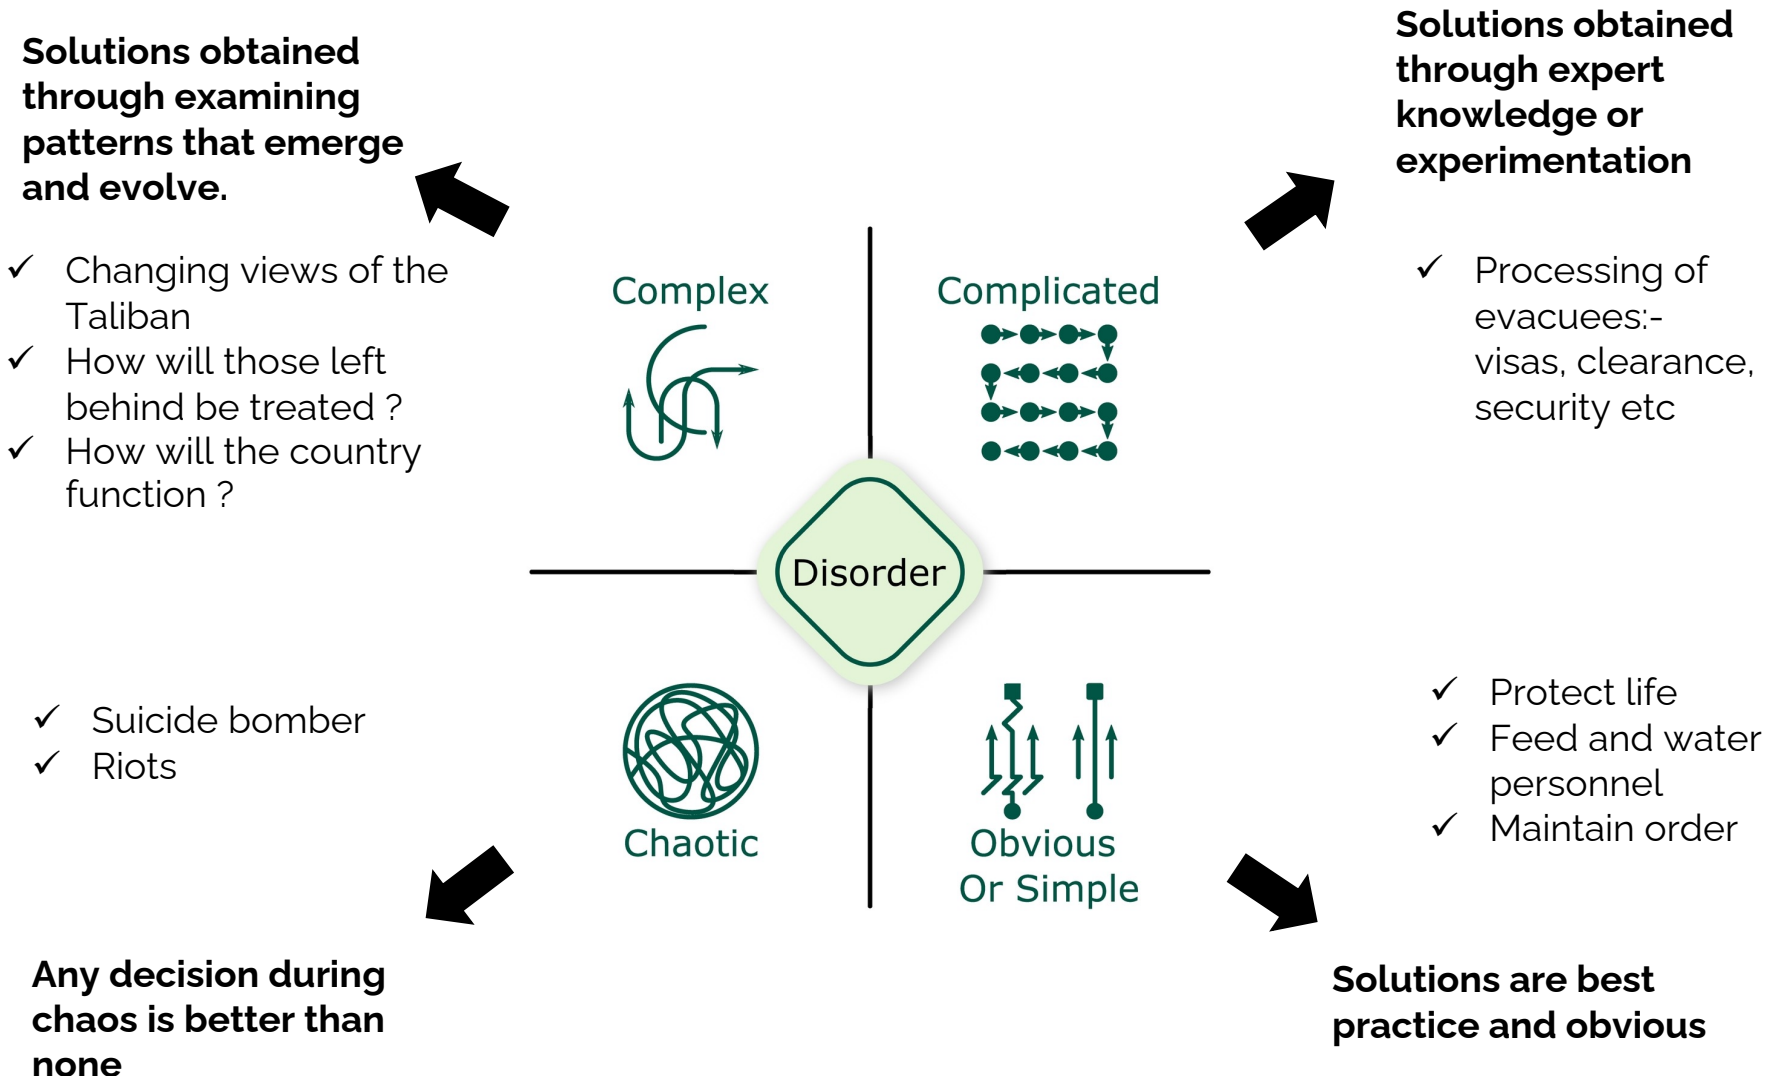 Solutions obtained
through examining
patterns that emerge
and evolve.
✓ Changing views of the
Taliban
✓ How will those left
behind be treated ?
✓ How will the country
function ?
Solutions obtained
through expert
knowledge or
experimentation
✓ Processing of
evacuees:-
visas, clearance,
security etc
Complex
Complicated
Disorder
Chaotic
Obvious
Or Simple
✓ Suicide bomber
✓ Riots
Any decision during
chaos is better than
none
✓ Protect life
✓ Feed and water
personnel
✓ Maintain order
Solutions are best
practice and obvious